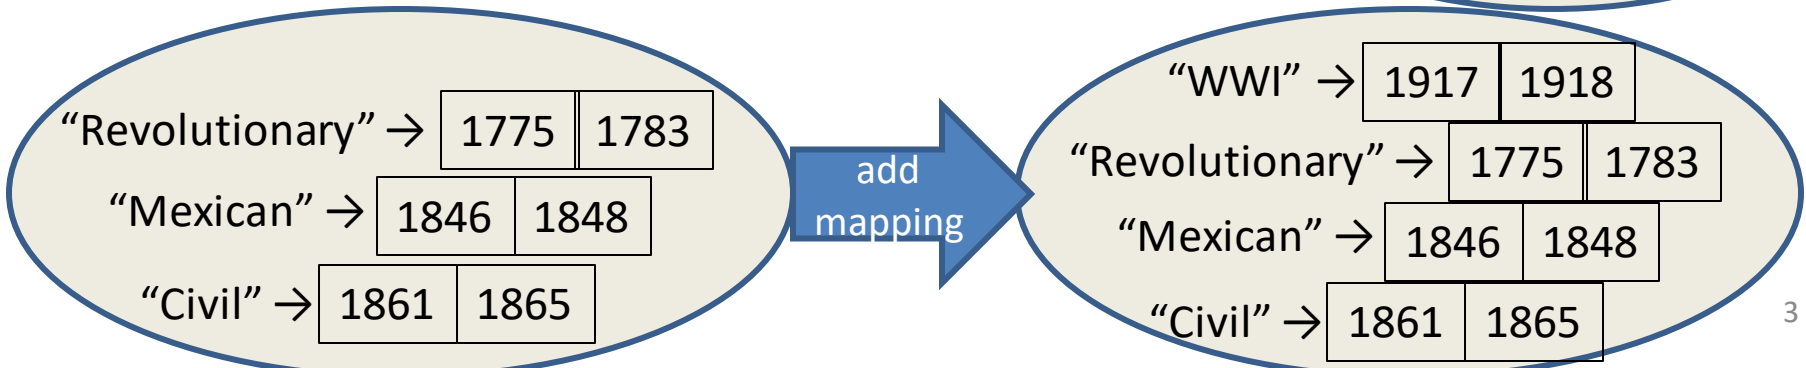 “Revolutionary” → 1775 1783
“Mexican” → 1846 1848
“Civil” → 1861 1865
add
mapping
“WWI” → 1917 1918
“Revolutionary” → 1775 1783
“Mexican” → 1846 1848
“Civil” → 1861 1865
3